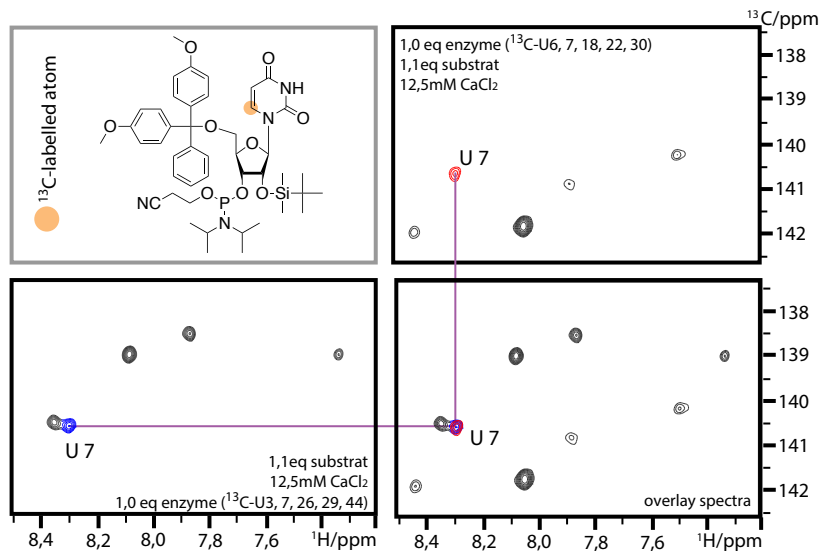 ¹³C-labelled atom
O
O
O
O
N
NH
O
O
O
O
Si
NC
O
P
N
¹³C/ppm
1,0 eq enzyme (¹³C-U6, 7, 18, 22, 30)
1,1eq substrat
12,5mM CaCl₂
U 7
138
139
140
141
142
U 7
1,1eq substrat
12,5mM CaCl₂
1,0 eq enzyme (¹³C-U3, 7, 26, 29, 44)
8,4 8,2 8,0 7,8 7,6 ¹H/ppm
U 7
overlay spectra
138
139
140
141
142
8,4 8,2 8,0 7,8 7,6 ¹H/ppm